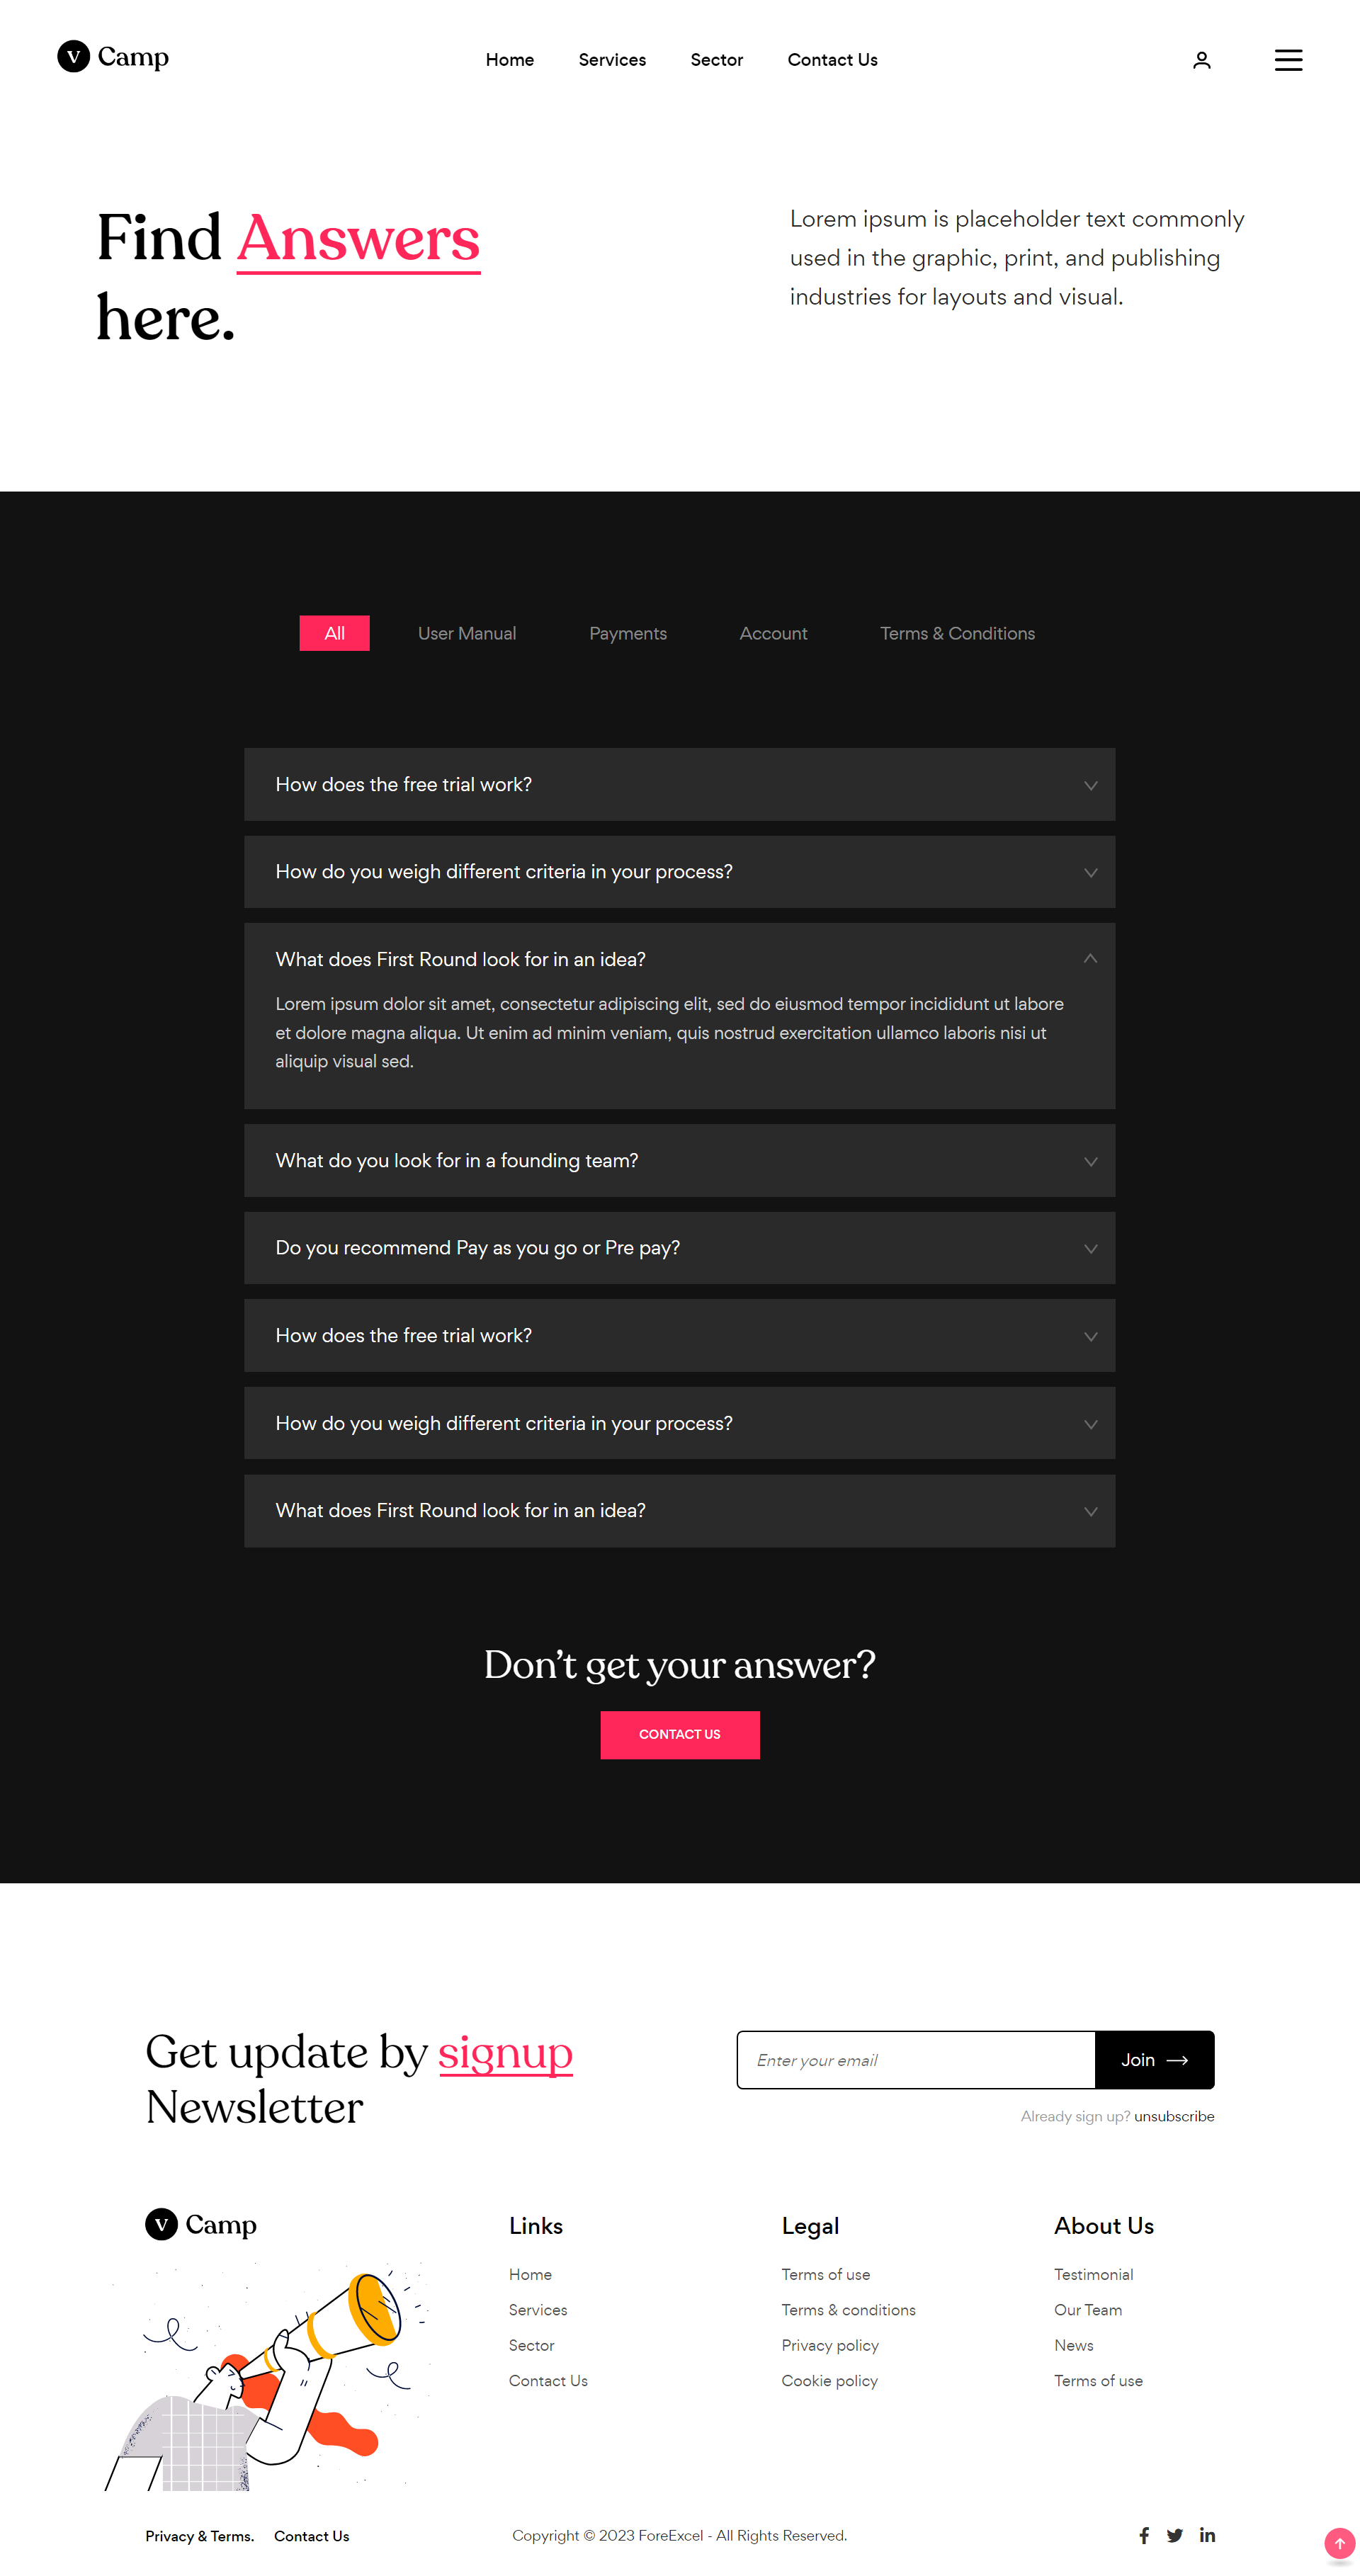 V Camp
Home Services Sector Contact Us
Find Answers
here.
Lorem ipsum is placeholder text commonly
used in the graphic, print, and publishing
industries for layouts and visual.
All User Manual Payments Account Terms & Conditions
How does the free trial work?
How do you weigh different criteria in your process?
What does First Round look for in an idea?
Lorem ipsum dolor sit amet, consectetur adipiscing elit, sed do eiusmod tempor incididunt ut labore
et dolore magna aliqua. Ut enim ad minim veniam, quis nostrud exercitation ullamco laboris nisi ut
aliquip visual sed.
What do you look for in a founding team?
Do you recommend Pay as you go or Pre pay?
How does the free trial work?
How do you weigh different criteria in your process?
What does First Round look for in an idea?
Don’t get your answer?
CONTACT US
Get update by signup
Newsletter
Enter your email
Join
Already sign up? unsubscribe
V Camp
Links
Home
Services
Sector
Contact Us
Legal
Terms of use
Terms & conditions
Privacy policy
Cookie policy
About Us
Testimonial
Our Team
News
Terms of use
Privacy & Terms. Contact Us
Copyright © 2023 ForeExcel - All Rights Reserved.